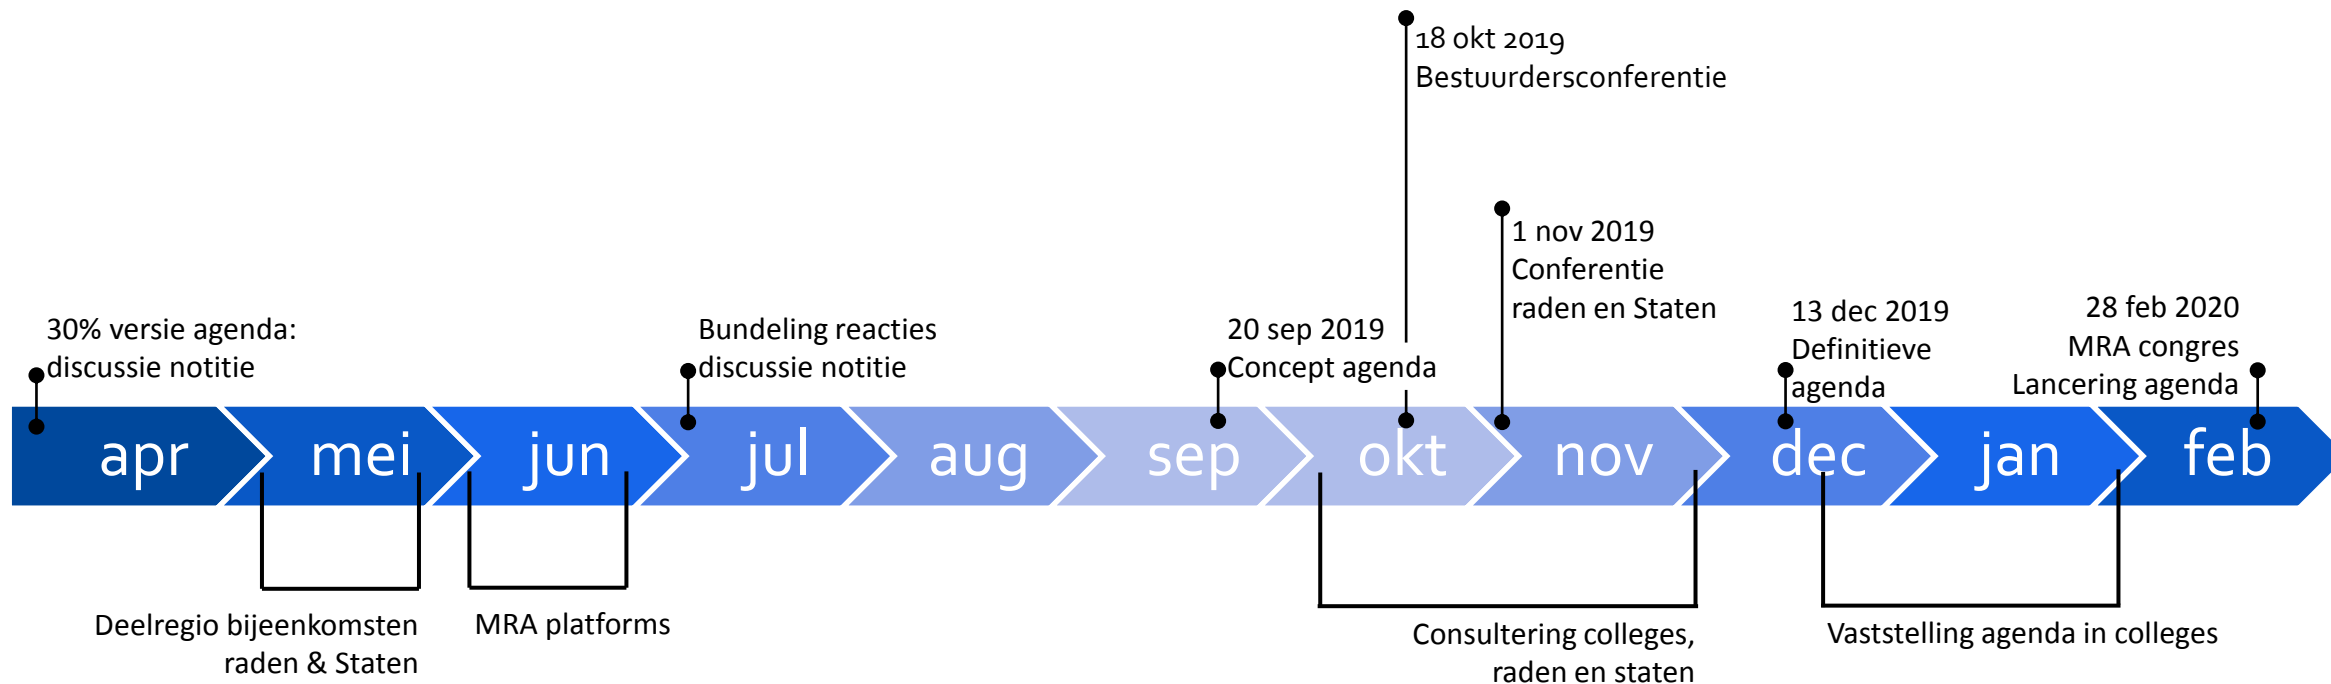 18 okt 2019
Bestuurdersconferentie
1 nov 2019
Conferentie
raden en Staten
30% versie agenda:
discussie notitie
Bundeling reacties
discussie notitie
20 sep 2019
Concept agenda
13 dec 2019
Definitieve
agenda
28 feb 2020
MRA congres
Lancering agenda
apr
mei
jun
jul
aug
sep
okt
nov
dec
jan
feb
Deelregio bijeenkomsten
raden & Staten
MRA platforms
Consultering colleges,
raden en staten
Vaststelling agenda in colleges